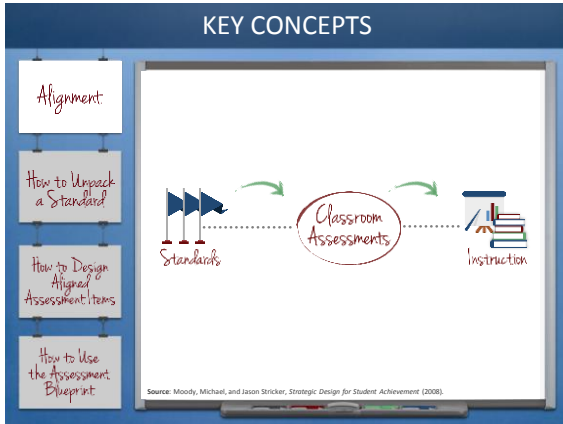 KEY CONCEPTS
Alignment
How to Unpack
a Standard
How to Design
Aligned
Assessment Items
How to Use
the Assessment
Blueprint
Standards
Classroom
Assessments
Instruction
Source: Moody, Michael, and Jason Stricker, Strategic Design for Student Achievement (2008).